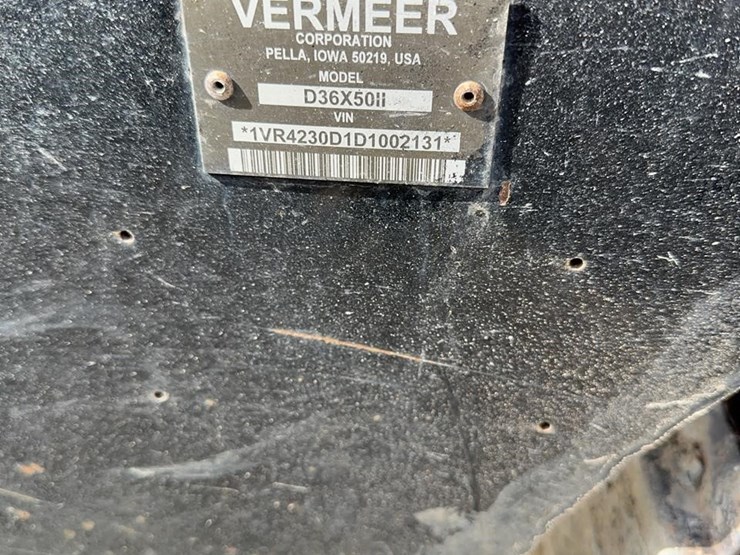 VERMEER
CORPORATION
PELLA, IOWA 50219, USA
MODEL
D36X50II
VIN
*1VR4230D1D1002131*